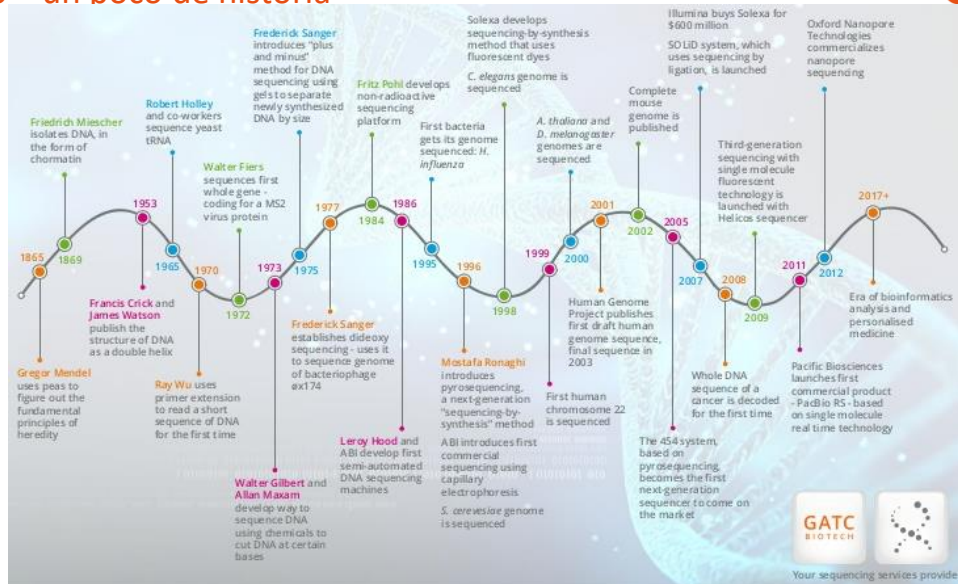 un poco de historia
Friedrich Miescher
isolates DNA, in
the form of
chormatin
Robert Holley
and co-workers
sequence yeast
tRNA
Frederick Sanger
introduces "plus
and minus"
method for DNA
sequencing using
gels to separate
newly synthesized
DNA by size
Walter Fiers
sequences first
whole gene -
coding for a MS2
virus protein
Fritz Pohl develops
non-radioactive
sequencing
platform
First bacteria
gets its genome
sequenced: H.
influenza
Solexa develops
sequencing-by-synthesis
method that uses
fluorescent dyes
C. elegans genome is
sequenced
A. thaliana and
D. melanogaster
genomes are
sequenced
Complete
mouse
genome is
published
Illumina buys Solexa for
$600 million
SOLiD system, which
uses sequencing by
ligation, is launched
Third-generation
sequencing with
single molecule
fluorescent
technology is
launched with
Helicos sequencer
Oxford Nanopore
Technologies
commercializes
nanopore
sequencing
1865
1869
1953
1965
1970
1972
1973
1975
1977
1984
1986
1995
1996
1998
1999
2000
2001
2002
2005
2007
2008
2009
2011
2012
2017+
Gregor Mendel
uses peas to
figure out the
fundamental
principles of
heredity
Francis Crick and
James Watson
publish the
structure of DNA
as a double helix
Ray Wu uses
primer extension
to read a short
sequence of DNA
for the first time
Walter Gilbert and
Allan Maxam
develop way to
sequence DNA
using chemicals to
cut DNA at certain
bases
Frederick Sanger
establishes dideoxy
sequencing - uses it
to sequence genome
of bacteriophage
øx174
Leroy Hood and
ABI develop first
semi-automated
DNA sequencing
machines
Mostafa Ronaghi
introduces
pyrosequencing,
a next-generation
"sequencing-by-
synthesis" method
ABI introduces first
commercial
sequencing using
capillary
electrophoresis
S. cerevesiae genome
is sequenced
First human
chromosome 22
is sequenced
Human Genome
Project publishes
first draft human
genome sequence,
final sequence in
2003
The 454 system,
based on
pyrosequencing,
becomes the first
next-generation
sequencer to come on
the market
Whole DNA
sequence of a
cancer is decoded
for the first time
Pacific Biosciences
launches first
commercial product
- PacBio RS - based
on single molecule
real time technology
Era of bioinformatics
analysis and
personalised
medicine
GATC
BIOTECH
Your sequencing services provide